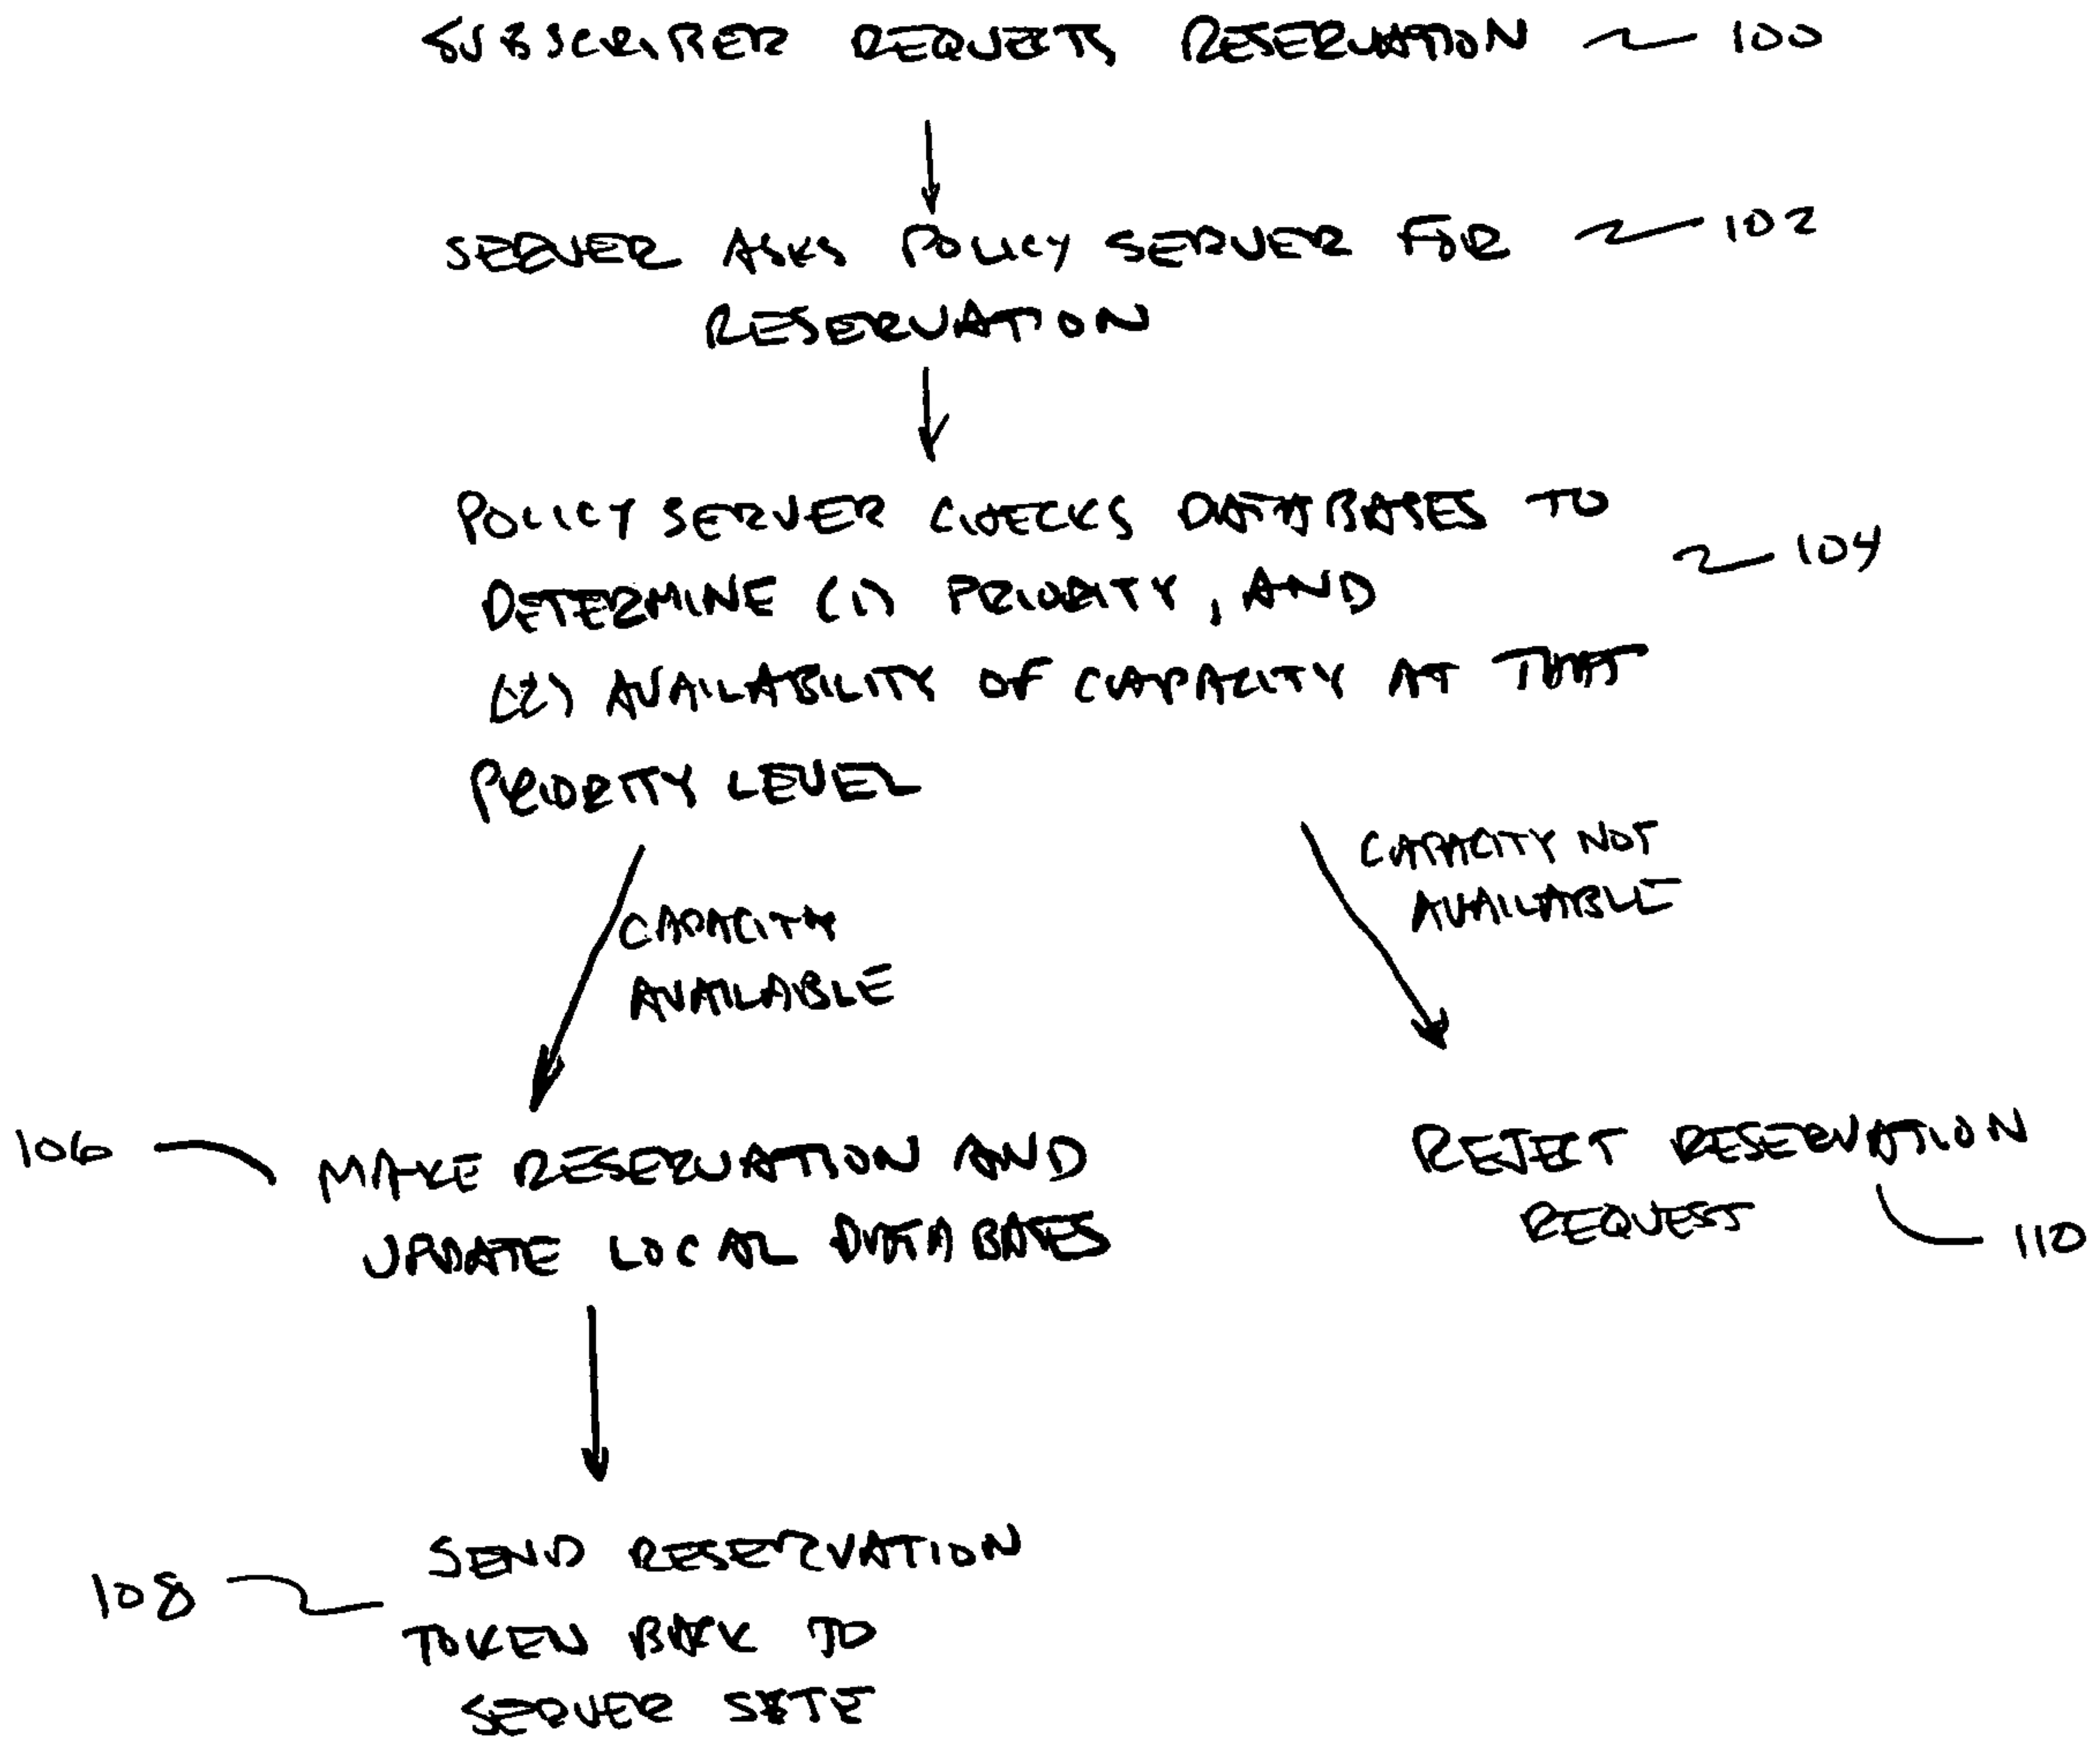 SUBSCRIBER REQUESTS RESERVATION 100
SERVER ASKS POLICY SERVER FOR 102
RESERVATION
POLICY SERVER CHECKS DATABASES TO
DETERMINE (1) PRIORITY, AND 104
(2) AVAILABILITY OF CAPACITY AT THAT
PRIORITY LEVEL
CAPACITY NOT
AVAILABLE
CAPACITY
AVAILABLE
106 MAKE RESERVATION AND
UPDATE LOCAL DATABASES
REJECT RESERVATION
REQUEST 110
SEND RESERVATION
108 TOKEN BACK TO
SERVER SITE